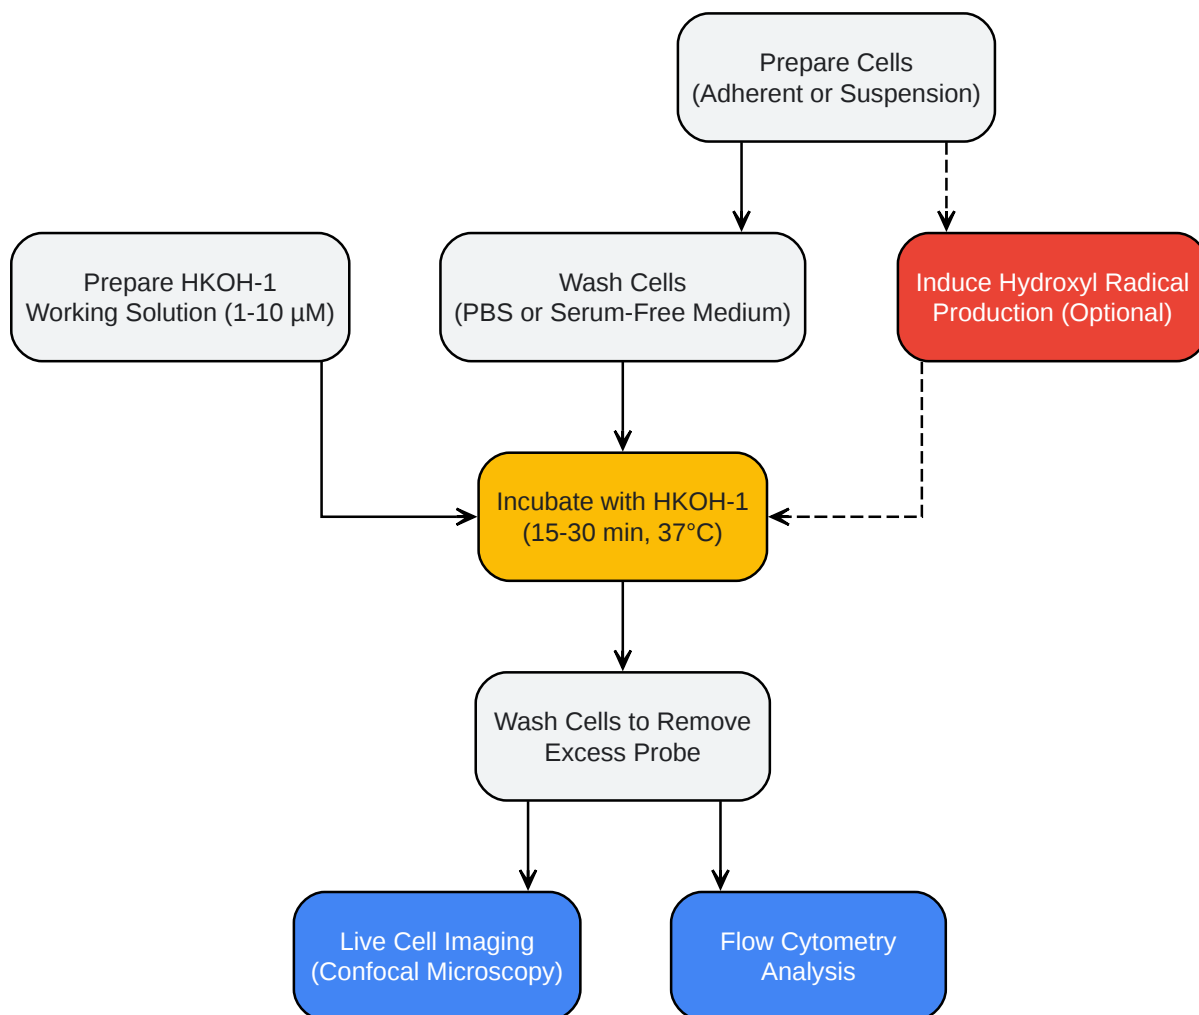 Prepare Cells
(Adherent or Suspension)
Prepare HKOH-1
Working Solution (1-10 µM)
Wash Cells
(PBS or Serum-Free Medium)
Induce Hydroxyl Radical
Production (Optional)
Incubate with HKOH-1
(15-30 min, 37°C)
Wash Cells to Remove
Excess Probe
Live Cell Imaging
(Confocal Microscopy)
Flow Cytometry
Analysis